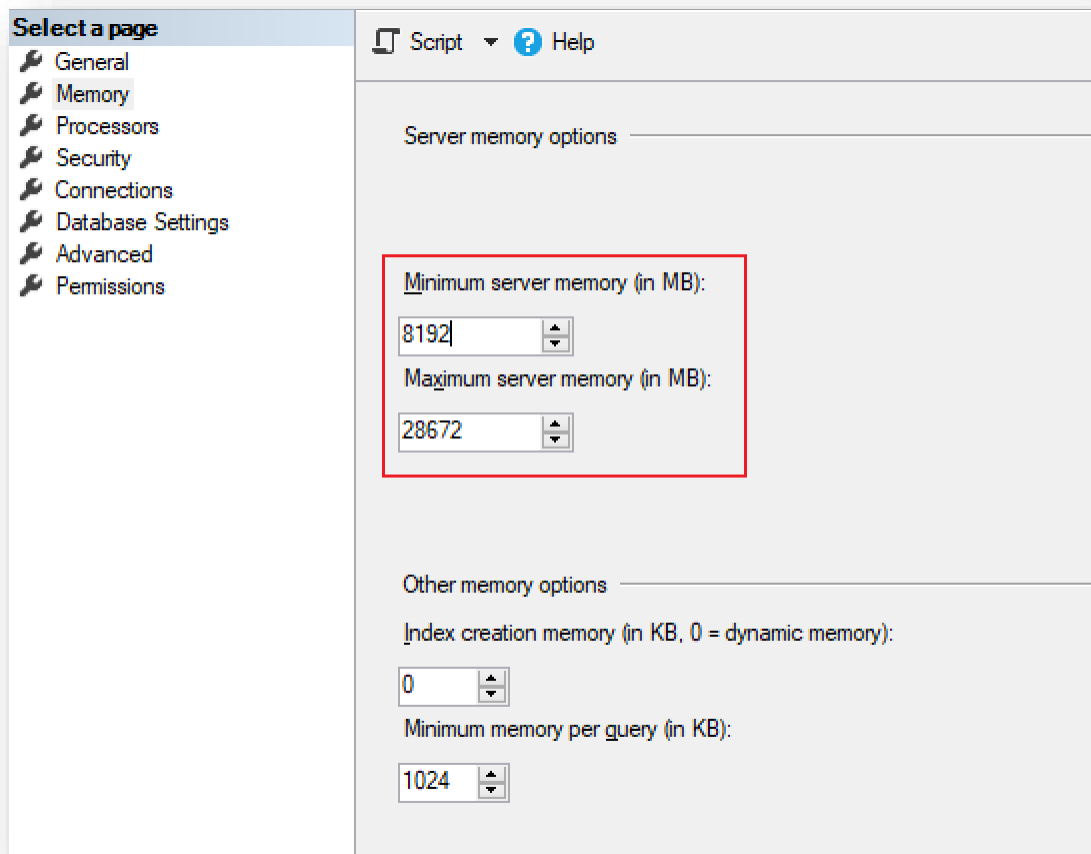 Select a page
General
Memory
Processors
Security
Connections
Database Settings
Advanced
Permissions
Script Help
Server memory options
Minimum server memory (in MB):
8192
Maximum server memory (in MB):
28672
Other memory options
Index creation memory (in KB, 0 = dynamic memory):
0
Minimum memory per query (in KB):
1024